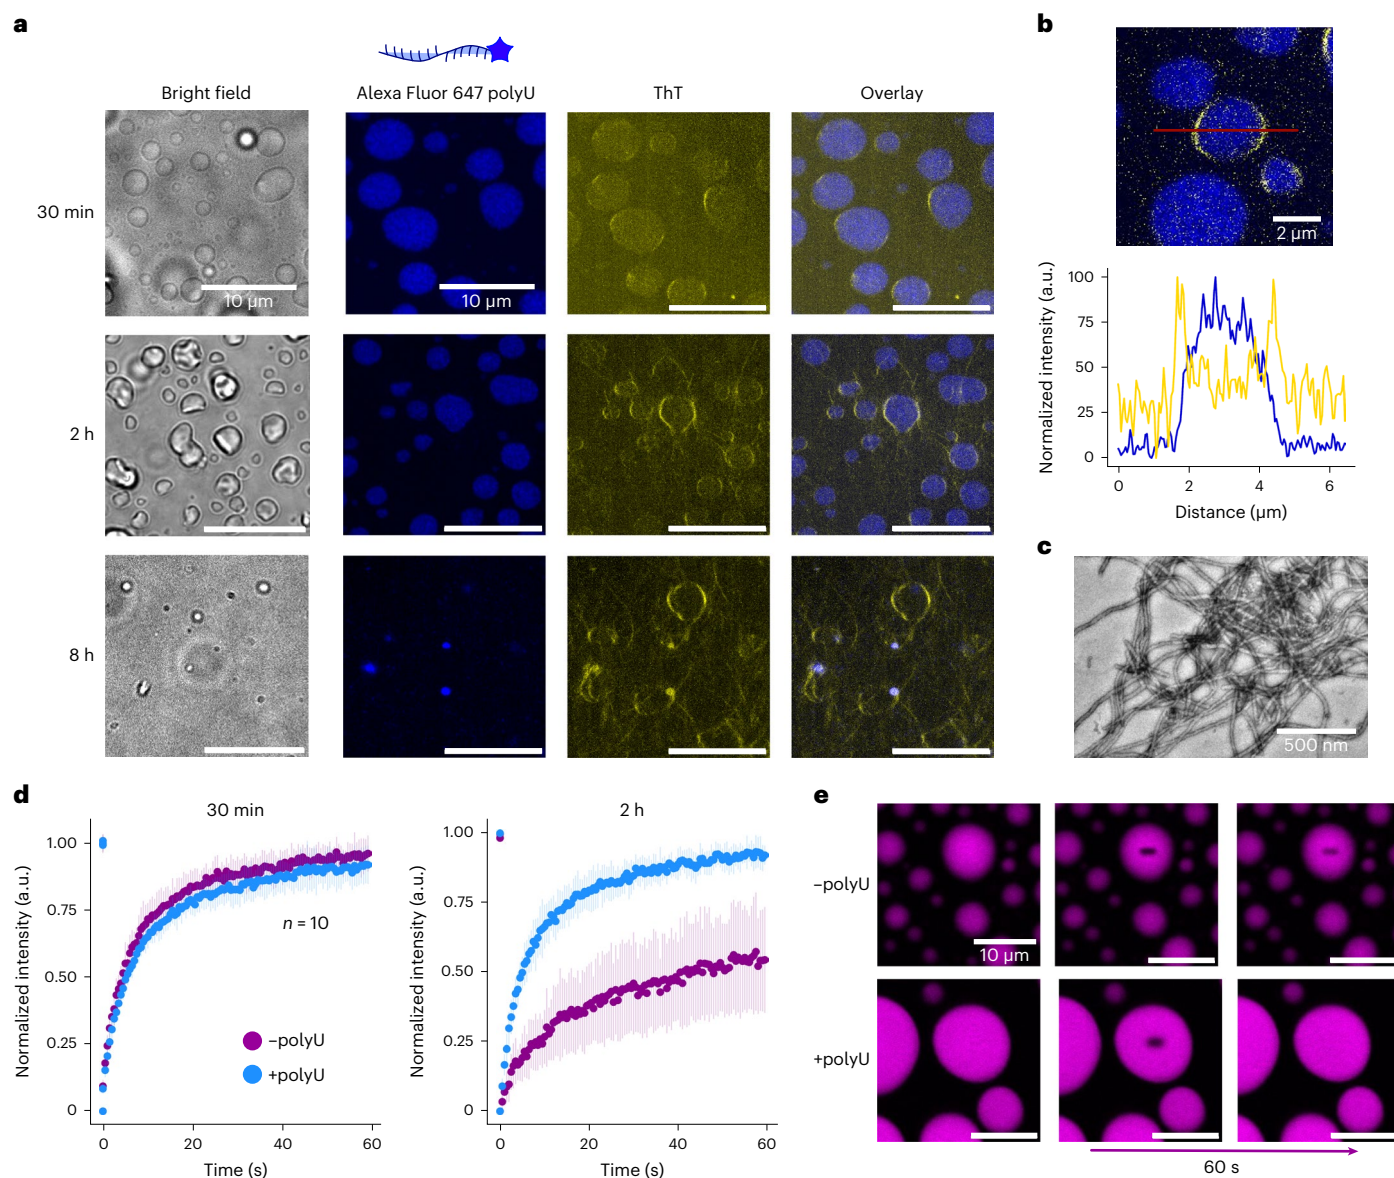 a
Bright field
Alexa Fluor 647 polyU
ThT
Overlay
30 min
10 µm
10 µm
2 h
8 h
b
2 µm
Normalized intensity (a.u.)
100
75
50
25
0
0 2 4 6
Distance (µm)
c
500 nm
d
30 min
Normalized intensity (a.u.)
1.00
0.75
0.50
0.25
0
n = 10
–polyU
+polyU
0 20 40 60
Time (s)
2 h
Normalized intensity (a.u.)
1.00
0.75
0.50
0.25
0
0 20 40 60
Time (s)
e
–polyU
10 µm
+polyU
60 s